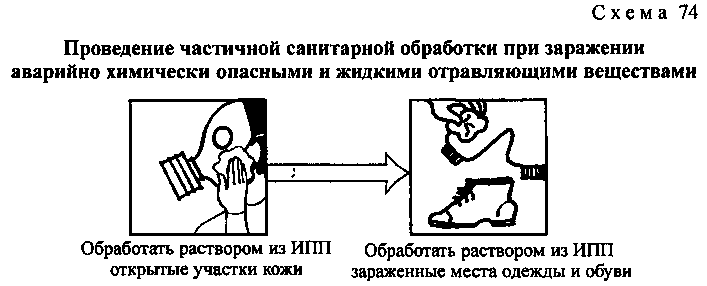 Схема 74
Проведение частичной санитарной обработки при заражении
аварийно химически опасными и жидкими отравляющими веществами
Обработать раствором из ИПП
открытые участки кожи
Обработать раствором из ИПП
зараженные места одежды и обуви